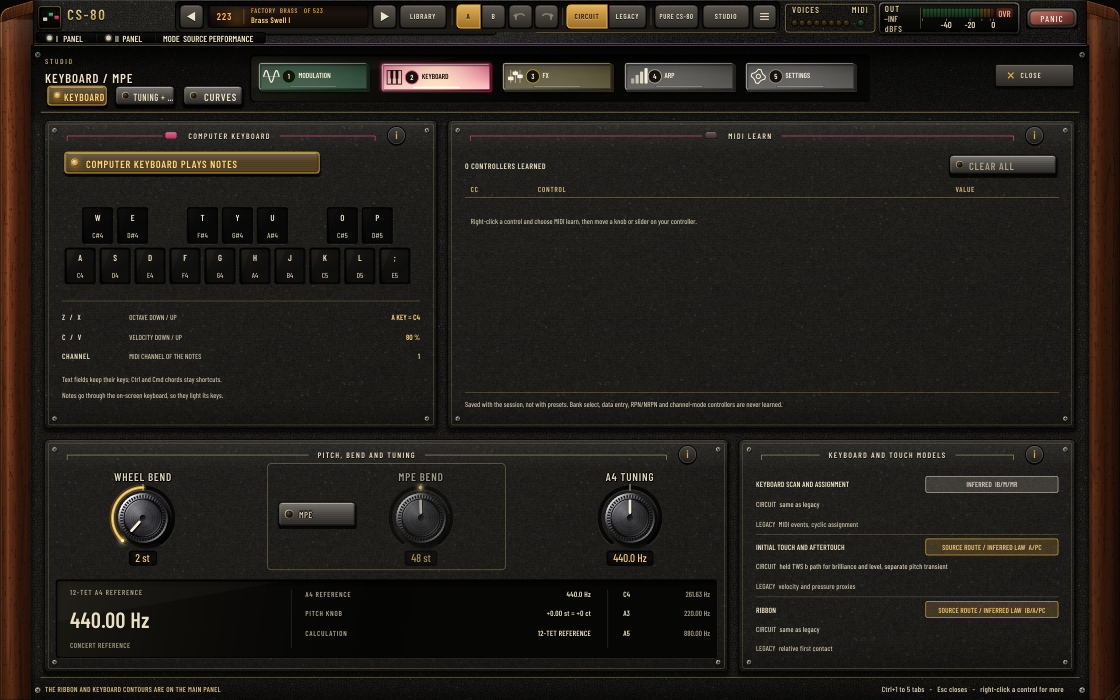 CS-80
223
FACTORY BRASS OF 523
Brass Swell I
LIBRARY
A
B
CIRCUIT
LEGACY
PURE CS-80
STUDIO
VOICES
MIDI
OUT
-INF
dBFS
-40
-20
0
OVR
PANIC
I PANEL
II PANEL
MODE SOURCE PERFORMANCE
STUDIO
KEYBOARD / MPE
1 MODULATION
2 KEYBOARD
3 FX
4 ARP
5 SETTINGS
CLOSE
KEYBOARD
TUNING + ...
CURVES
COMPUTER KEYBOARD
i
COMPUTER KEYBOARD PLAYS NOTES
W E T Y U O P
C#4 D#4 F#4 G#4 A#4 C#5 D#5
A S D F G H J K L ;
C4 D4 E4 F4 G4 A4 B4 C5 D5 E5
Z / X OCTAVE DOWN / UP A KEY = C4
C / V VELOCITY DOWN / UP 80 %
CHANNEL MIDI CHANNEL OF THE NOTES 1
Text fields keep their keys; Ctrl and Cmd chords stay shortcuts.
Notes go through the on-screen keyboard, so they light its keys.
MIDI LEARN
i
0 CONTROLLERS LEARNED
CLEAR ALL
CC CONTROL VALUE
Right-click a control and choose MIDI learn, then move a knob or slider on your controller.
Saved with the session, not with presets. Bank select, data entry, RPN/NRPN and channel-mode controllers are never learned.
PITCH, BEND AND TUNING
i
WHEEL BEND
2 st
MPE BEND
MPE
48 st
A4 TUNING
440.0 Hz
12-TET A4 REFERENCE
440.00 Hz
CONCERT REFERENCE
A4 REFERENCE 440.0 Hz
PITCH KNOB +0.00 st = +0 ct
CALCULATION 12-TET REFERENCE
C4 261.63 Hz
A3 220.00 Hz
A5 880.00 Hz
KEYBOARD AND TOUCH MODELS
i
KEYBOARD SCAN AND ASSIGNMENT
INFERRED IB/M/MR
CIRCUIT same as legacy
LEGACY MIDI events, cyclic assignment
INITIAL TOUCH AND AFTERTOUCH
SOURCE ROUTE / INFERRED LAW A/PC
CIRCUIT held TWS b path for brilliance and level, separate pitch transient
LEGACY velocity and pressure proxies
RIBBON
SOURCE ROUTE / INFERRED LAW IB/A/PC
CIRCUIT same as legacy
LEGACY relative first contact
THE RIBBON AND KEYBOARD CONTOURS ARE ON THE MAIN PANEL
Ctrl+1 to 5 tabs - Esc closes - right-click a control for more